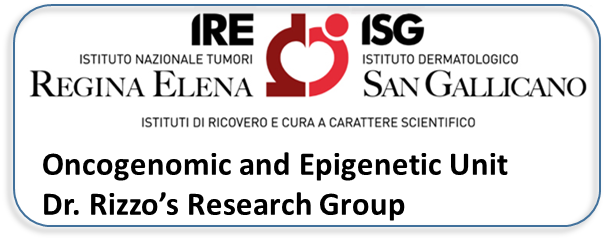 IRE ISG
ISTITUTO NAZIONALE TUMORI ISTITUTO DERMATOLOGICO
REGINA ELENA SAN GALLICANO
ISTITUTI DI RICOVERO E CURA A CARATTERE SCIENTIFICO
Oncogenomic and Epigenetic Unit
Dr. Rizzo's Research Group